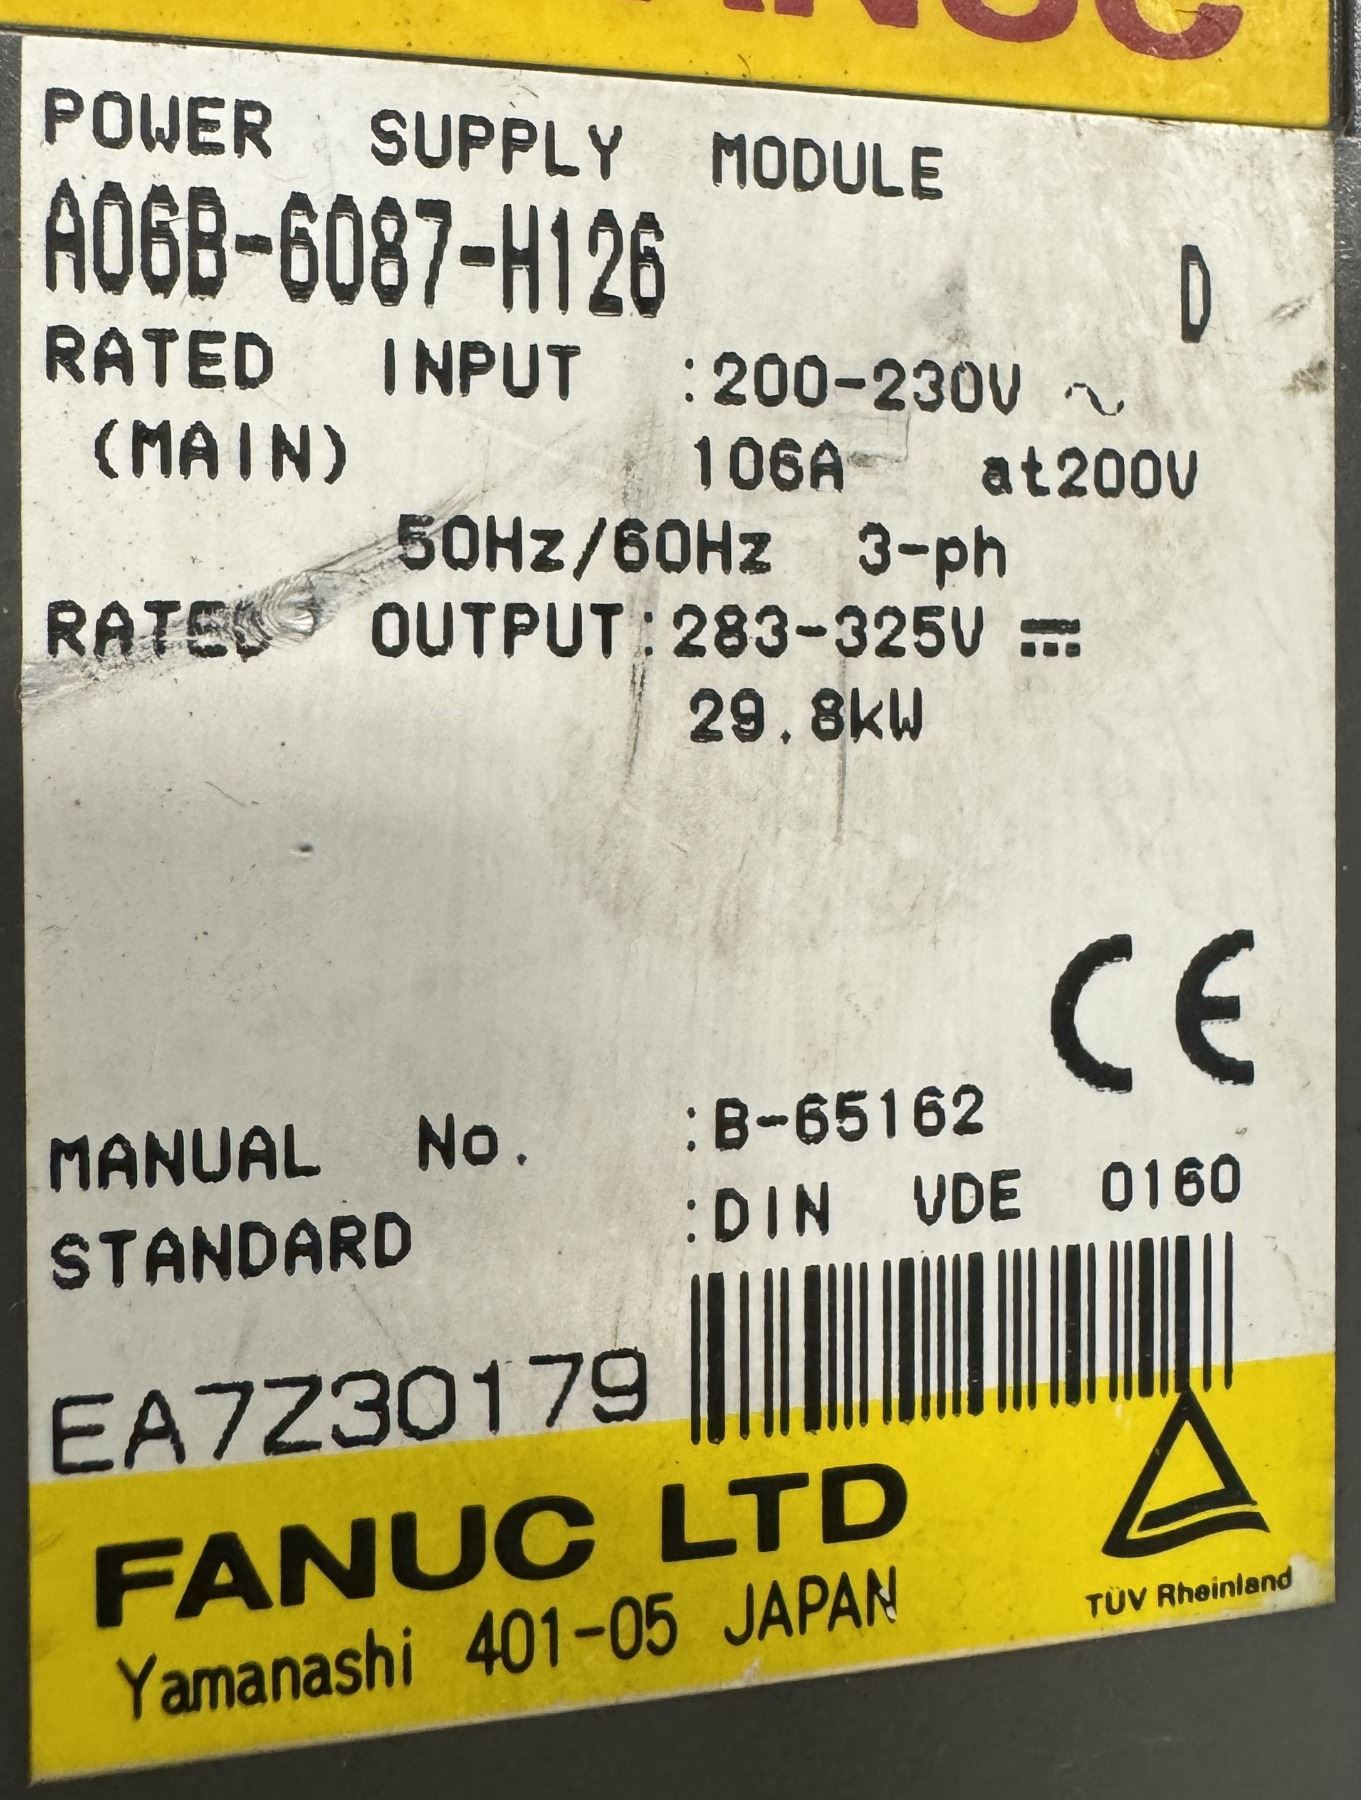 FANUC
POWER SUPPLY MODULE
A06B-6087-H126 D
RATED INPUT :200-230V ~
(MAIN) 106A at200V
50Hz/60Hz 3-ph
RATED OUTPUT:283-325V ⎓
29.8kW
CE
MANUAL No. :B-65162
STANDARD :DIN VDE 0160
EA7Z30179
FANUC LTD
Yamanashi 401-05 JAPAN
TÜV Rheinland